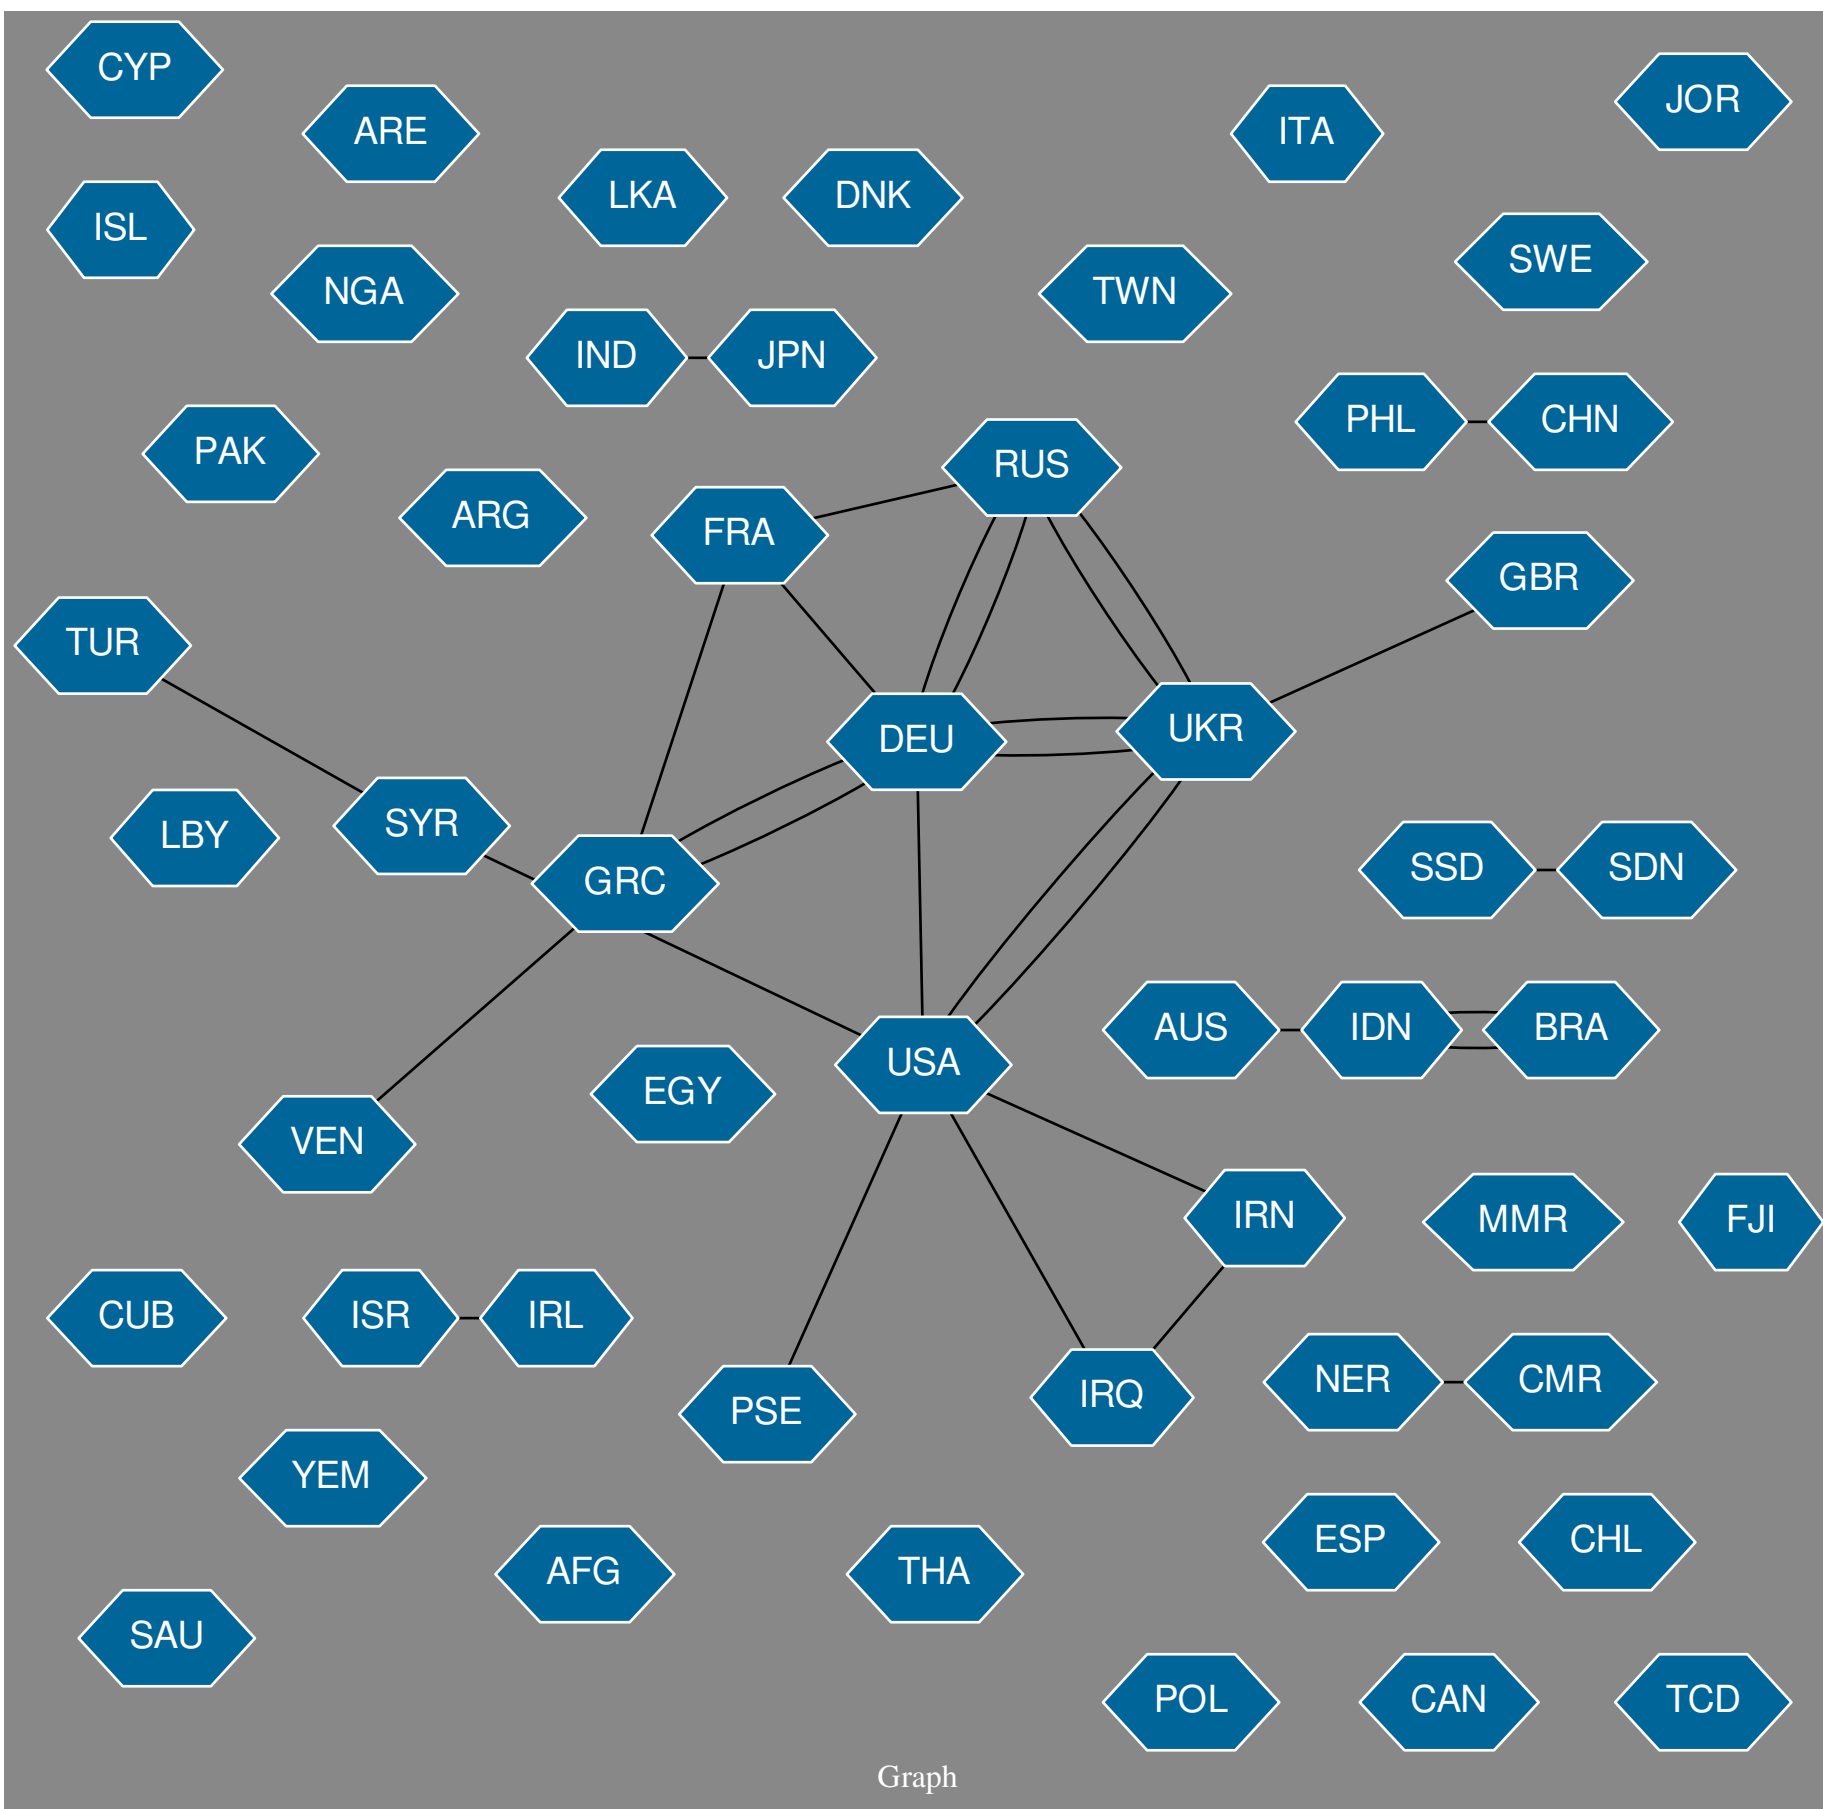 CYP
ARE
ITA
JOR
ISL
LKA
DNK
SWE
NGA
TWN
IND
JPN
PHL
CHN
PAK
RUS
ARG
FRA
GBR
TUR
DEU
UKR
LBY
SYR
GRC
SSD
SDN
AUS
IDN
BRA
USA
EGY
VEN
IRN
MMR
FJI
CUB
ISR
IRL
PSE
IRQ
NER
CMR
YEM
ESP
CHL
AFG
THA
SAU
POL
CAN
TCD
Graph